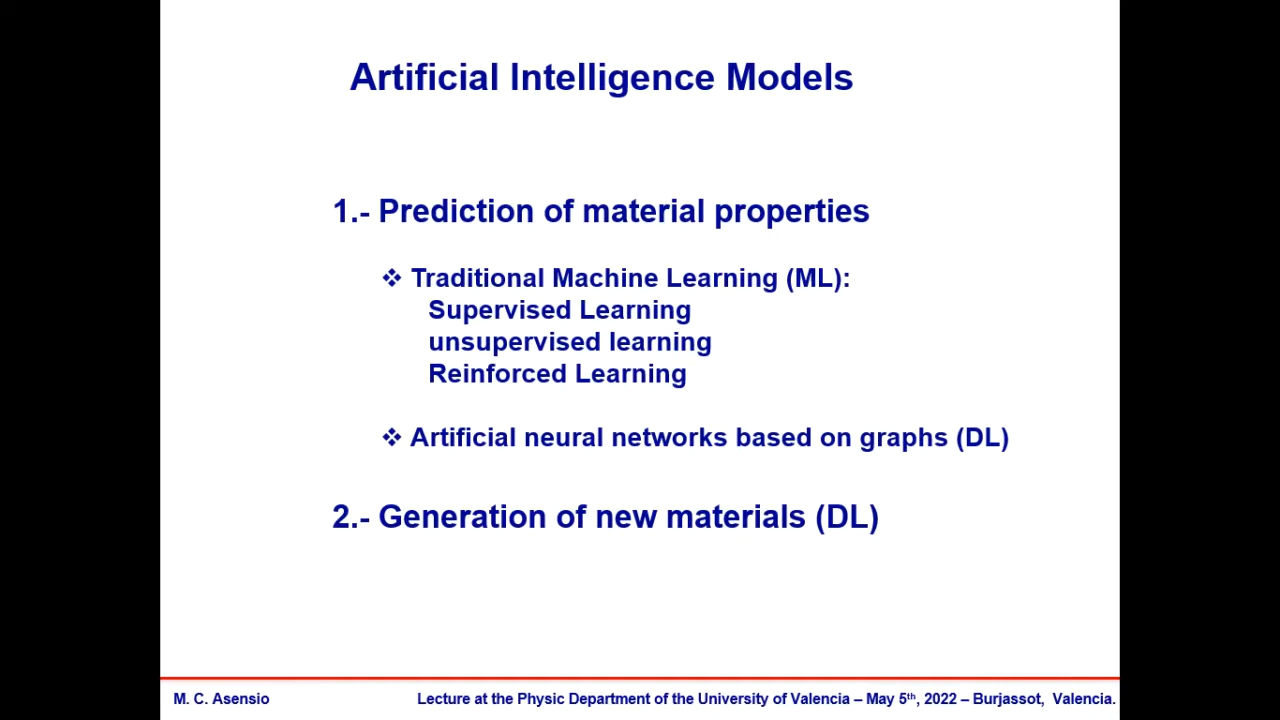 Artificial Intelligence Models
1.- Prediction of material properties
❖ Traditional Machine Learning (ML):
Supervised Learning
unsupervised learning
Reinforced Learning
❖ Artificial neural networks based on graphs (DL)
2.- Generation of new materials (DL)
M. C. Asensio
Lecture at the Physic Department of the University of Valencia – May 5th, 2022 – Burjassot, Valencia.